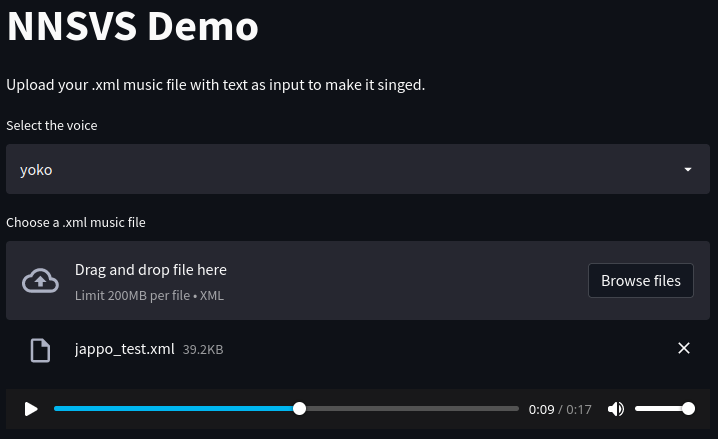 NNSVS Demo
Upload your .xml music file with text as input to make it singed.
Select the voice
yoko
Choose a .xml music file
Drag and drop file here
Browse files
Limit 200MB per file • XML
jappo_test.xml 39.2KB
0:09 / 0:17